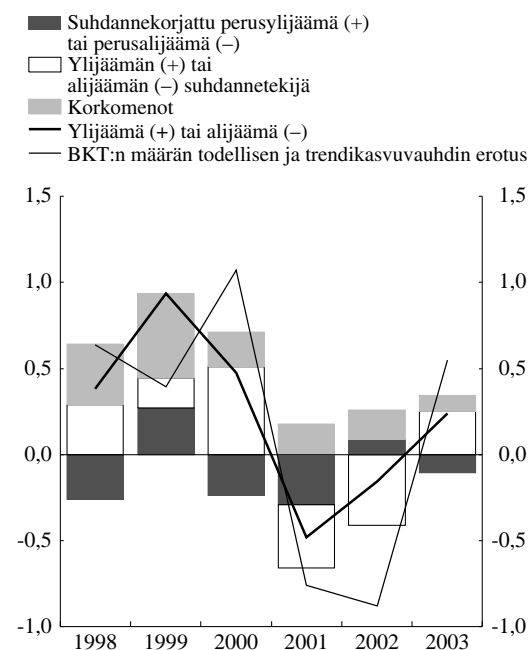 Suhdannekorjattu perusylijäämä (+)
tai perusalijäämä (–)
Ylijäämän (+) tai
alijäämän (–) suhdannetekijä
Korkomenot
Ylijäämä (+) tai alijäämä (–)
BKT:n määrän todellisen ja trendikasvuvauhdin erotus
1,5 1,5
1,0 1,0
0,5 0,5
0,0 0,0
-0,5 -0,5
-1,0 -1,0
1998 1999 2000 2001 2002 2003